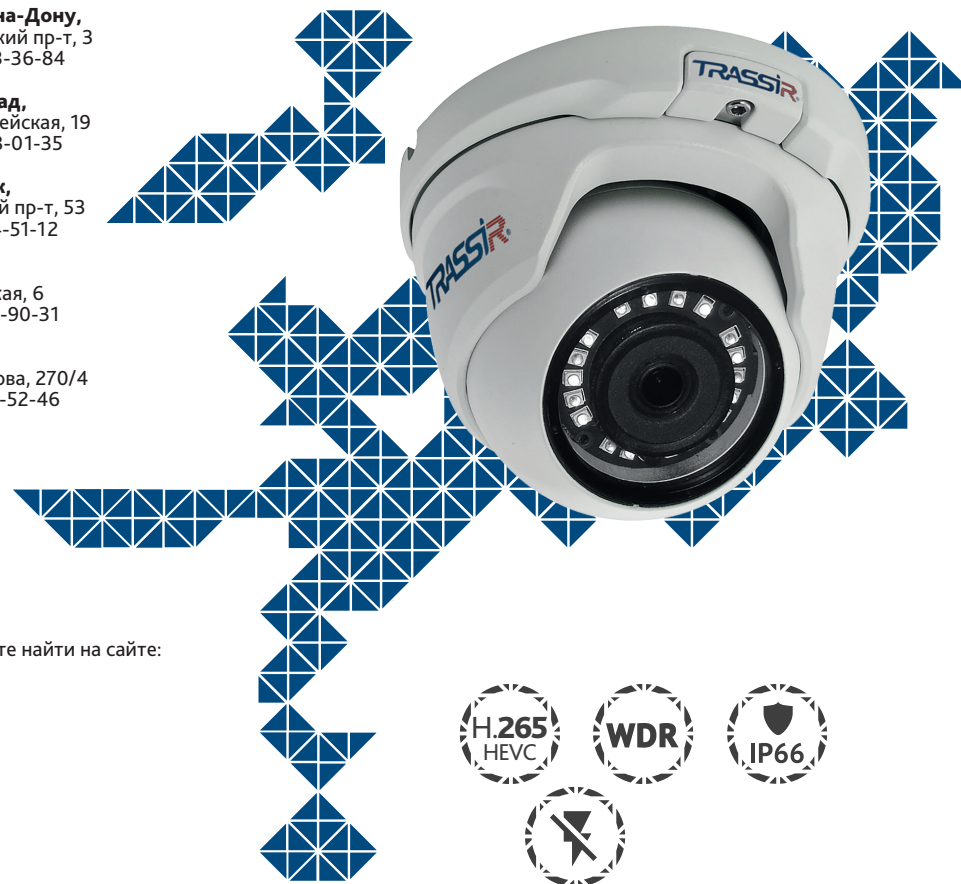 на-Дону,
кий пр-т, 3
-36-84
ад,
ейская, 19
3-01-35
к,
й пр-т, 53
-51-12
кая, 6
-90-31
ова, 270/4
-52-46
те найти на сайте:
TRASSIR
TRASSIR
H.265
HEVC
WDR
IP66